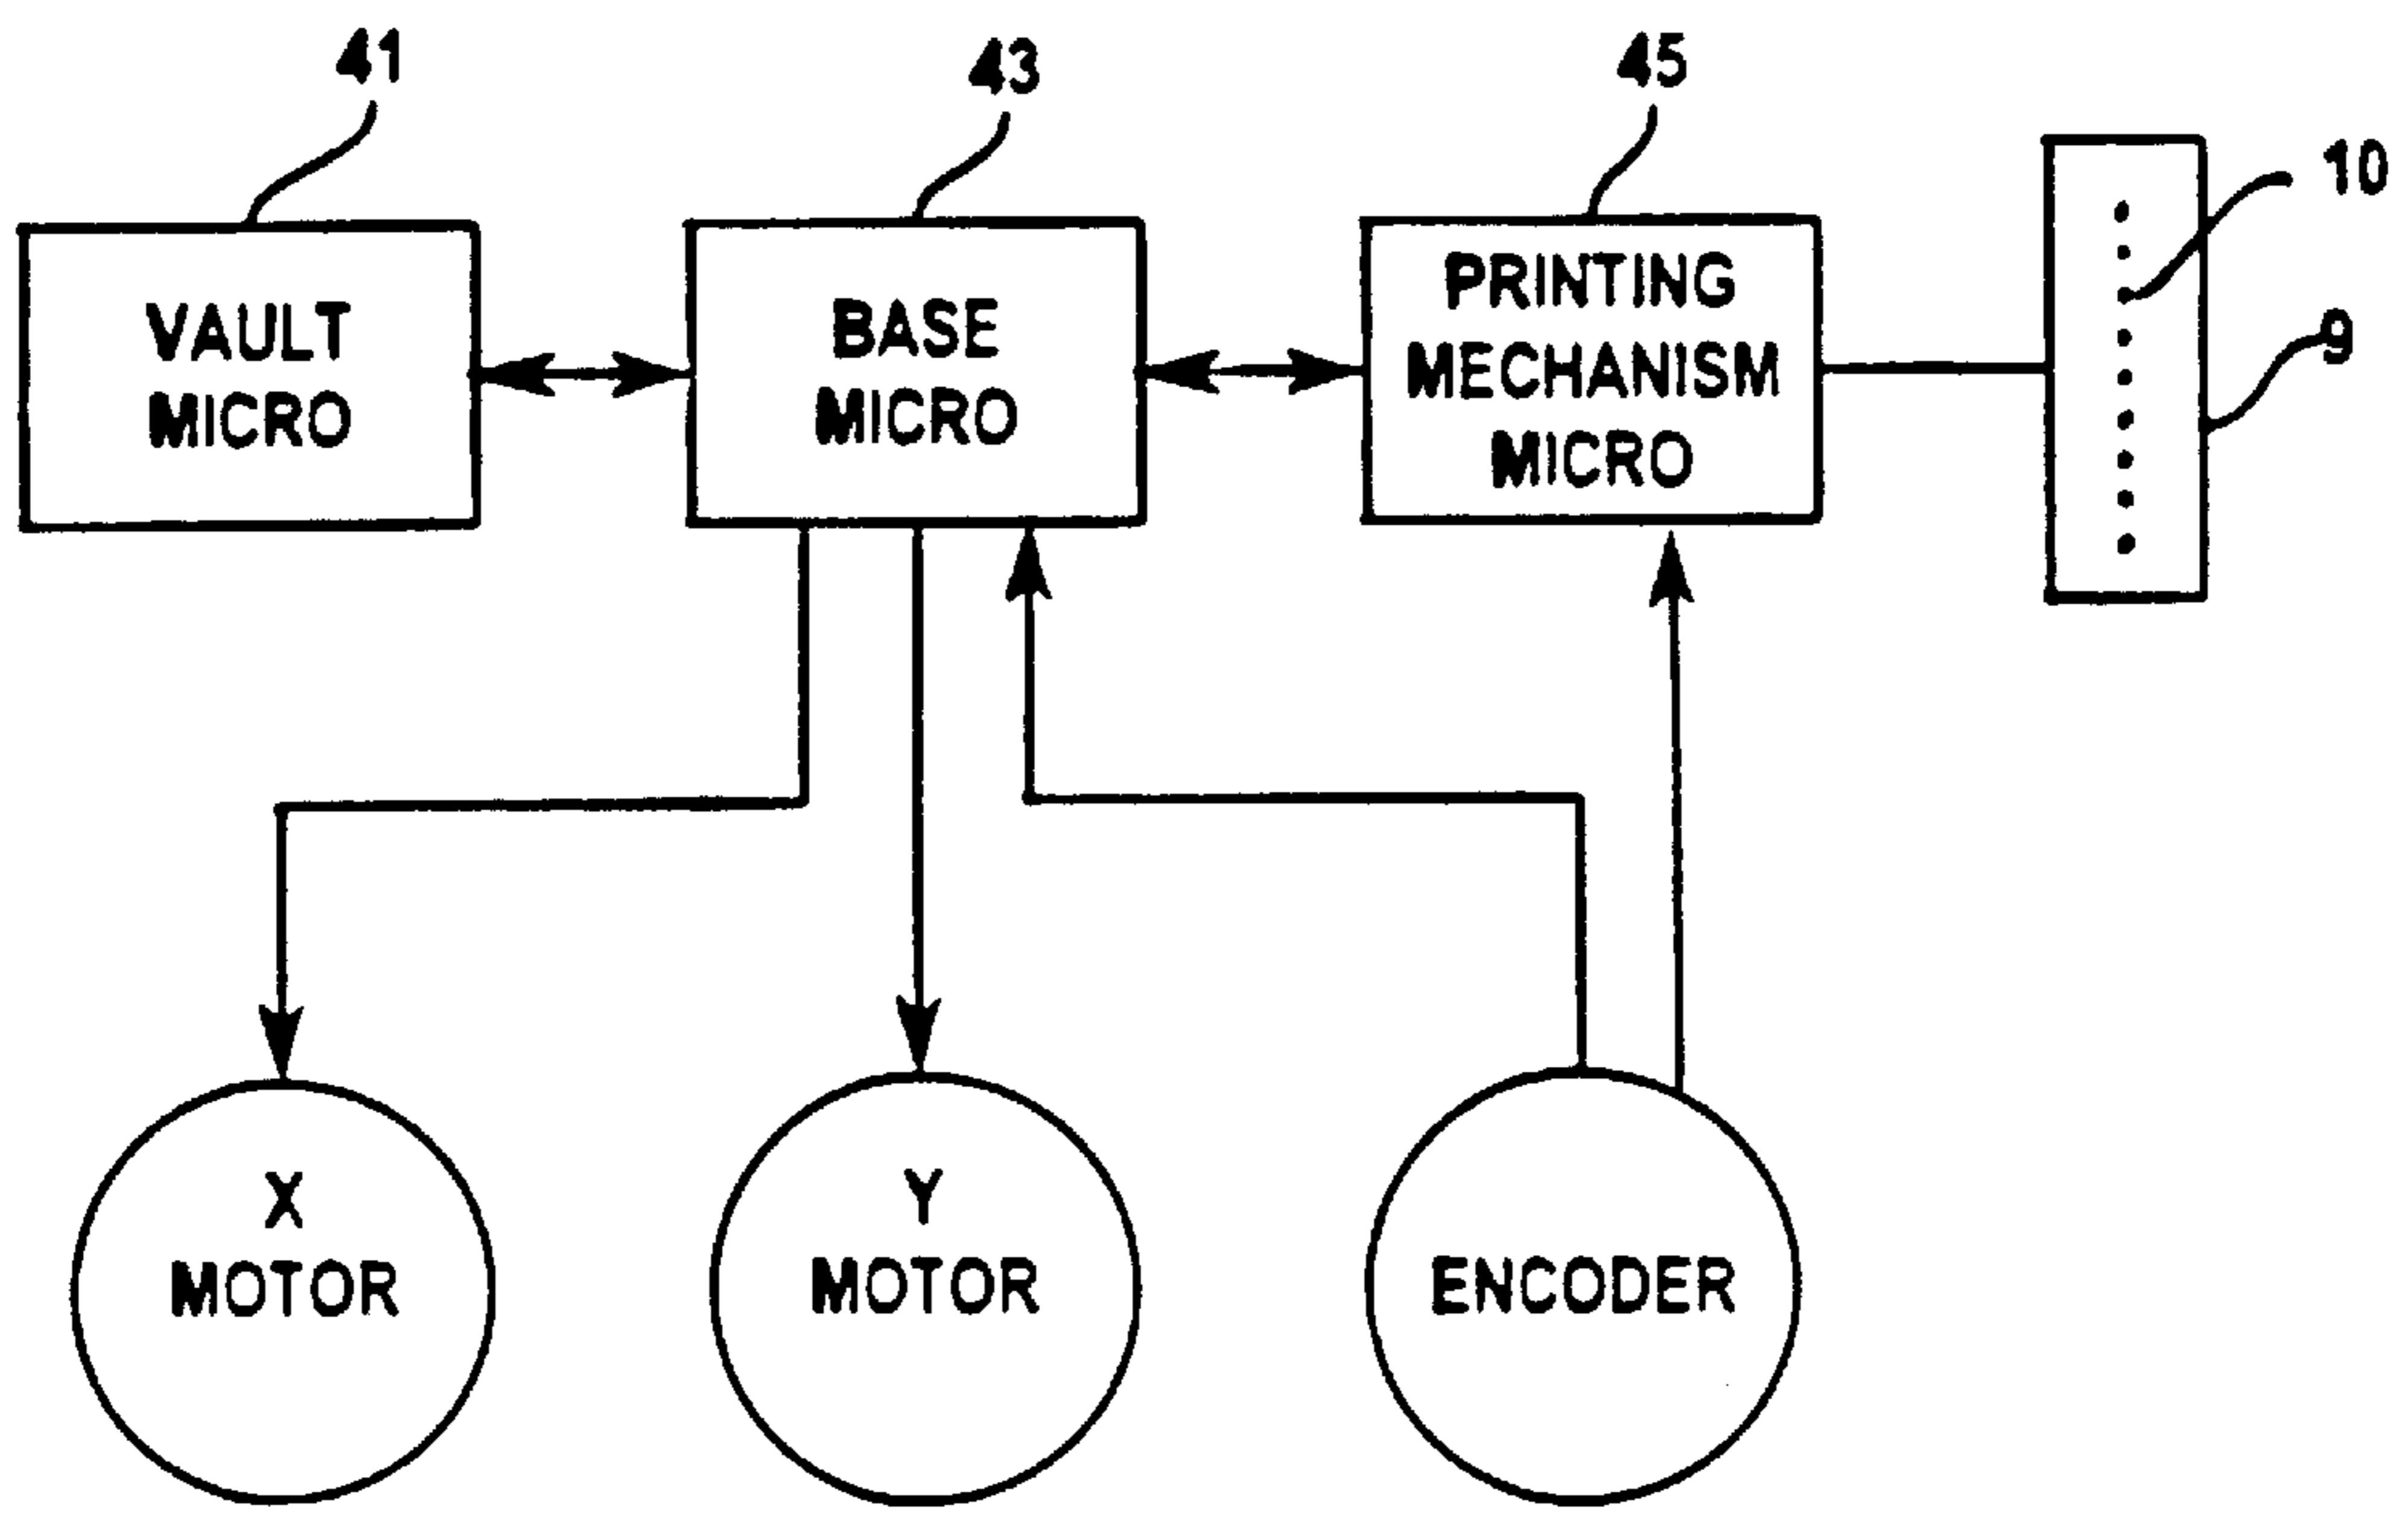 41
43
45
10
9
VAULT
MICRO
BASE
MICRO
PRINTING
MECHANISM
MICRO
X
MOTOR
Y
MOTOR
ENCODER